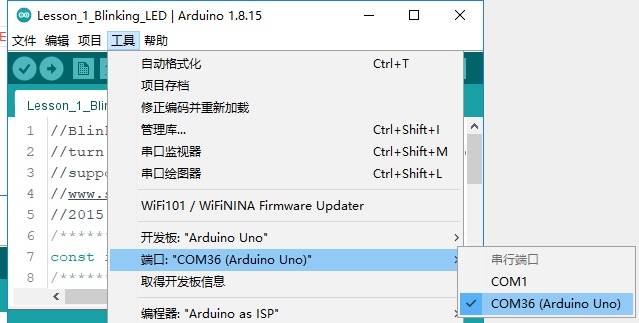 Lesson_1_Blinking_LED | Arduino 1.8.15
文件 编辑 项目 工具 帮助
自动格式化 Ctrl+T
项目存档
修正编码并重新加载
管理库... Ctrl+Shift+I
串口监视器 Ctrl+Shift+M
串口绘图器 Ctrl+Shift+L
WiFi101 / WiFiNINA Firmware Updater
开发板: "Arduino Uno"
端口: "COM36 (Arduino Uno)"
取得开发板信息
编程器: "Arduino as ISP"
串行端口
COM1
COM36 (Arduino Uno)
Lesson_1_Blin
1 //Blin
2 //turn
3 //suppo
4 //www.s
5 //2015
6 /*******
7 const
8 /*******